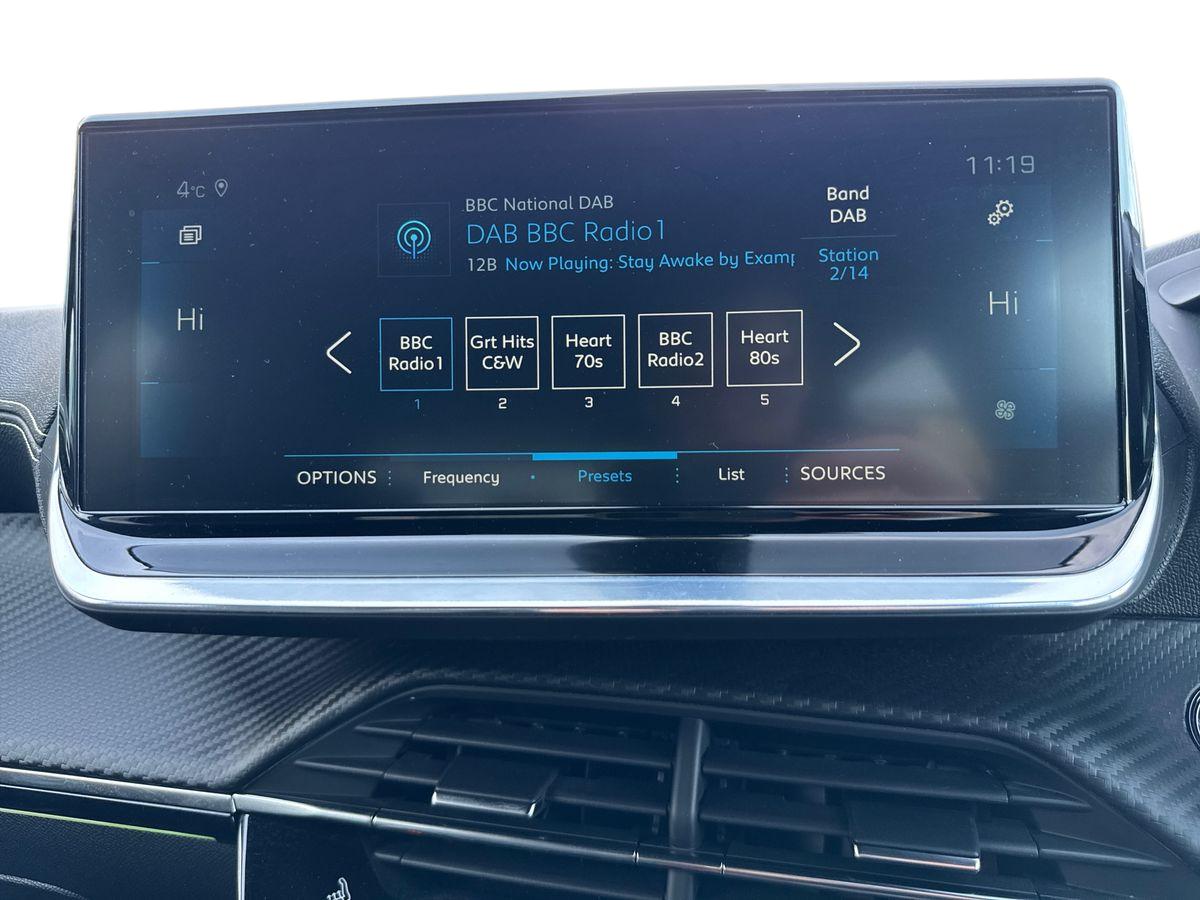 11:19
4°C
BBC National DAB
DAB BBC Radio1
12B Now Playing: Stay Awake by Examp
Band
DAB
Station
2/14
Hi
Hi
BBC
Radio1
Grt Hits
C&W
Heart
70s
BBC
Radio2
Heart
80s
1
2
3
4
5
OPTIONS
Frequency
Presets
List
SOURCES